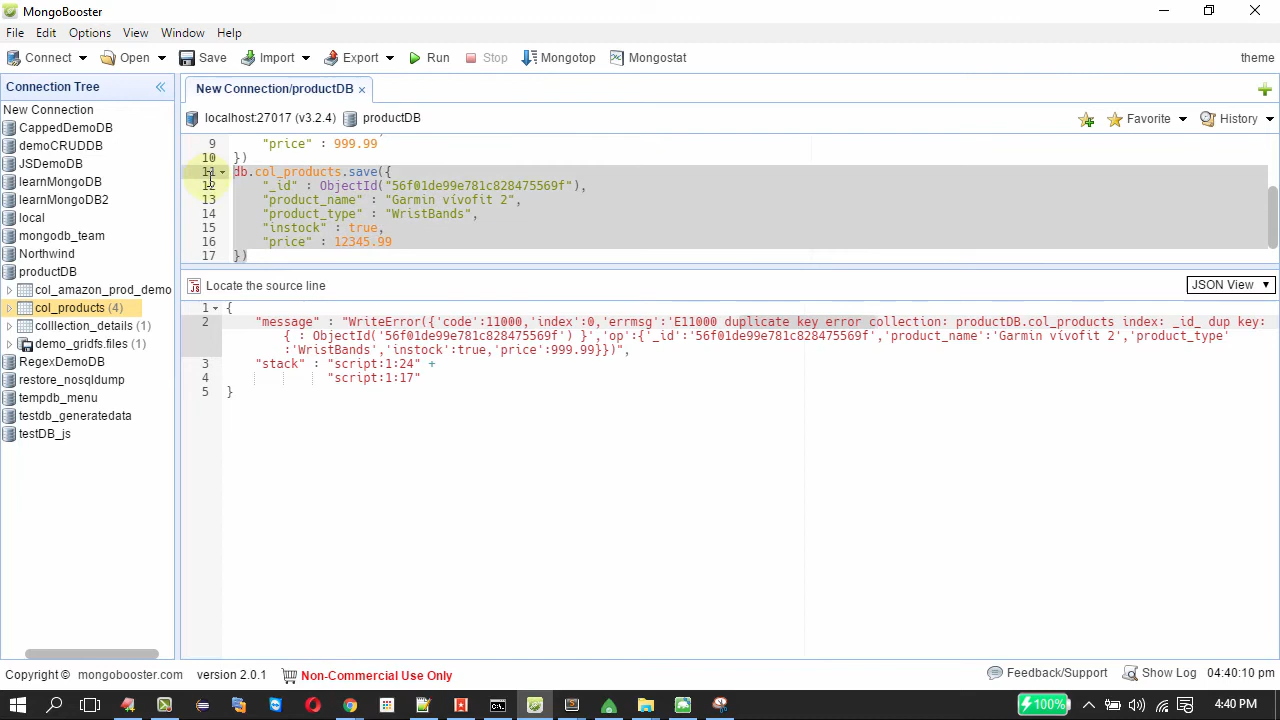 MongoBooster
File Edit Options View Window Help
Connect Open Save Import Export Run Stop Mongotop Mongostat theme
Connection Tree
New Connection
CappedDemoDB
demoCRUDDB
JSDemoDB
learnMongoDB
learnMongoDB2
local
mongodb_team
Northwind
productDB
col_amazon_prod_demo
col_products (4)
colllection_details (1)
demo_gridfs.files (1)
RegexDemoDB
restore_nosqldump
tempdb_menu
testdb_generatedata
testDB_js
New Connection/productDB ×
localhost:27017 (v3.2.4) productDB Favorite History
9 "price" : 999.99
10 })
11 db.col_products.save({
12 "_id" : ObjectId("56f01de99e781c828475569f"),
13 "product_name" : "Garmin vívofit 2",
14 "product_type" : "WristBands",
15 "instock" : true,
16 "price" : 12345.99
17 })
Locate the source line JSON View
1 {
2 "message" : "WriteError({'code':11000,'index':0,'errmsg':'E11000 duplicate key error collection: productDB.col_products index: _id_ dup key:
{ : ObjectId('56f01de99e781c828475569f') }','op':{'_id':'56f01de99e781c828475569f','product_name':'Garmin vívofit 2','product_type'
:'WristBands','instock':true,'price':999.99}})",
3 "stack" : "script:1:24" +
4 "script:1:17"
5 }
Copyright © mongobooster.com version 2.0.1 Non-Commercial Use Only Feedback/Support Show Log 04:40:10 pm
100% 4:40 PM